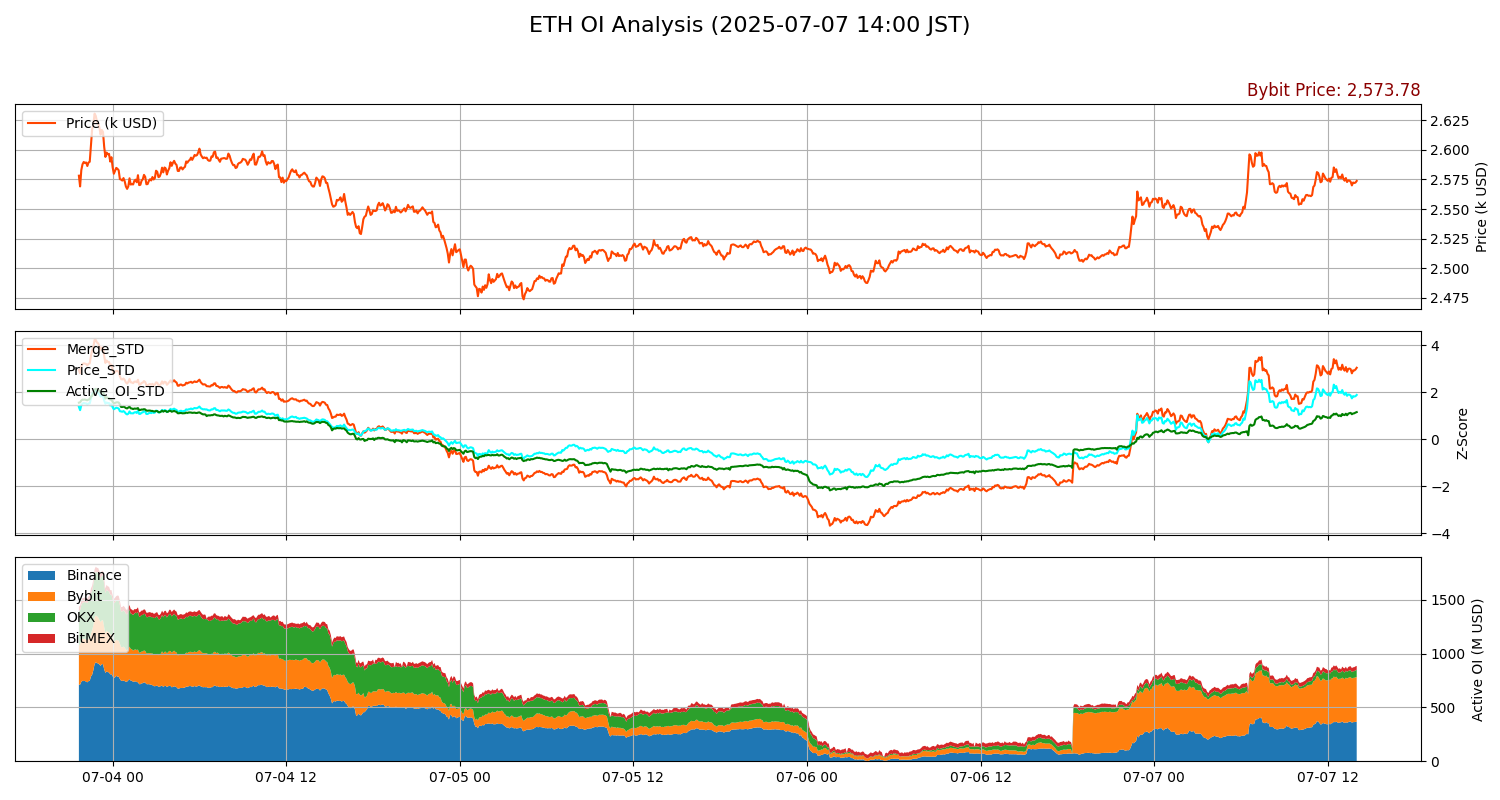 ETH OI Analysis (2025-07-07 14:00 JST)
Bybit Price: 2,573.78
Price (k USD)
2.625
2.600
2.575
2.550
2.525
2.500
2.475
Price (k USD)
Merge_STD
Price_STD
Active_OI_STD
4
2
0
−2
−4
Z-Score
Binance
Bybit
OKX
BitMEX
1500
1000
500
0
Active OI (M USD)
07-04 00
07-04 12
07-05 00
07-05 12
07-06 00
07-06 12
07-07 00
07-07 12